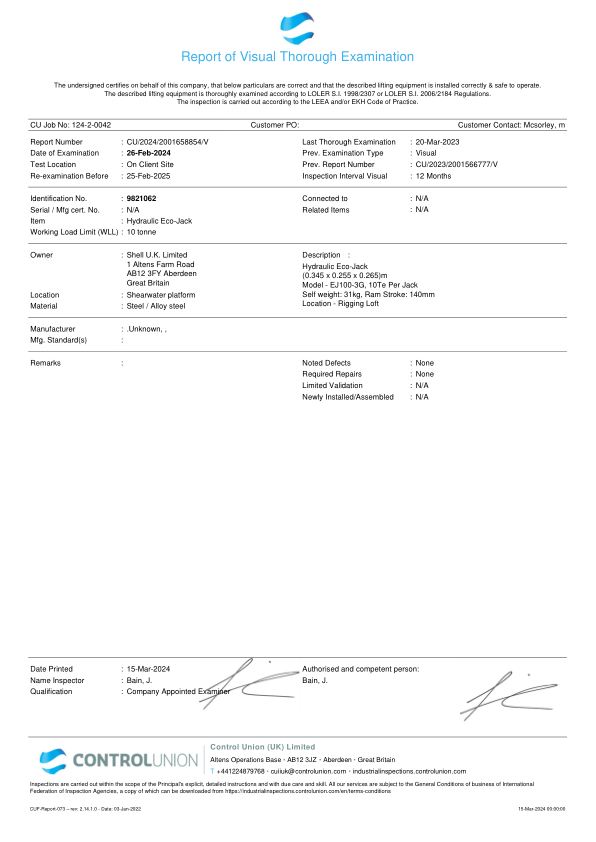 Report of Visual Thorough Examination
The undersigned certifies on behalf of this company, that below particulars are correct and that the described lifting equipment is installed correctly & safe to operate.
The described lifting equipment is thoroughly examined according to LOLER S.I. 1998/2307 or LOLER S.I. 2006/2184 Regulations.
The inspection is carried out according to the LEEA and/or EKH Code of Practice.
CU Job No: 124-2-0042 Customer PO: Customer Contact: Mcsorley, m
Report Number : CU/2024/2001658854/V Last Thorough Examination : 20-Mar-2023
Date of Examination : 26-Feb-2024 Prev. Examination Type : Visual
Test Location : On Client Site Prev. Report Number : CU/2023/2001566777/V
Re-examination Before : 25-Feb-2025 Inspection Interval Visual : 12 Months
Identification No. : 9821062 Connected to : N/A
Serial / Mfg cert. No. : N/A Related Items : N/A
Item : Hydraulic Eco-Jack
Working Load Limit (WLL) : 10 tonne
Owner : Shell U.K. Limited Description :
1 Altens Farm Road Hydraulic Eco-Jack
AB12 3FY Aberdeen (0.345 x 0.255 x 0.265)m
Great Britain Model - EJ100-3G, 10Te Per Jack
Location : Shearwater platform Self weight: 31kg, Ram Stroke: 140mm
Material : Steel / Alloy steel Location - Rigging Loft
Manufacturer : .Unknown, ,
Mfg. Standard(s) :
Remarks : Noted Defects : None
Required Repairs : None
Limited Validation : N/A
Newly Installed/Assembled : N/A
Date Printed : 15-Mar-2024 Authorised and competent person:
Name Inspector : Bain, J. Bain, J.
Qualification : Company Appointed Examiner
CONTROLUNION
Control Union (UK) Limited
Altens Operations Base · AB12 3JZ · Aberdeen · Great Britain
T +441224879768 · cuiiuk@controlunion.com · industrialinspections.controlunion.com
Inspections are carried out within the scope of the Principal's explicit, detailed instructions and with due care and skill. All our services are subject to the General Conditions of business of International
Federation of Inspection Agencies, a copy of which can be downloaded from https://industrialinspections.controlunion.com/en/terms-conditions
CUF-Report-073 – rev: 2.14.1.0 - Date: 03-Jun-2022 15-Mar-2024 00:00:00